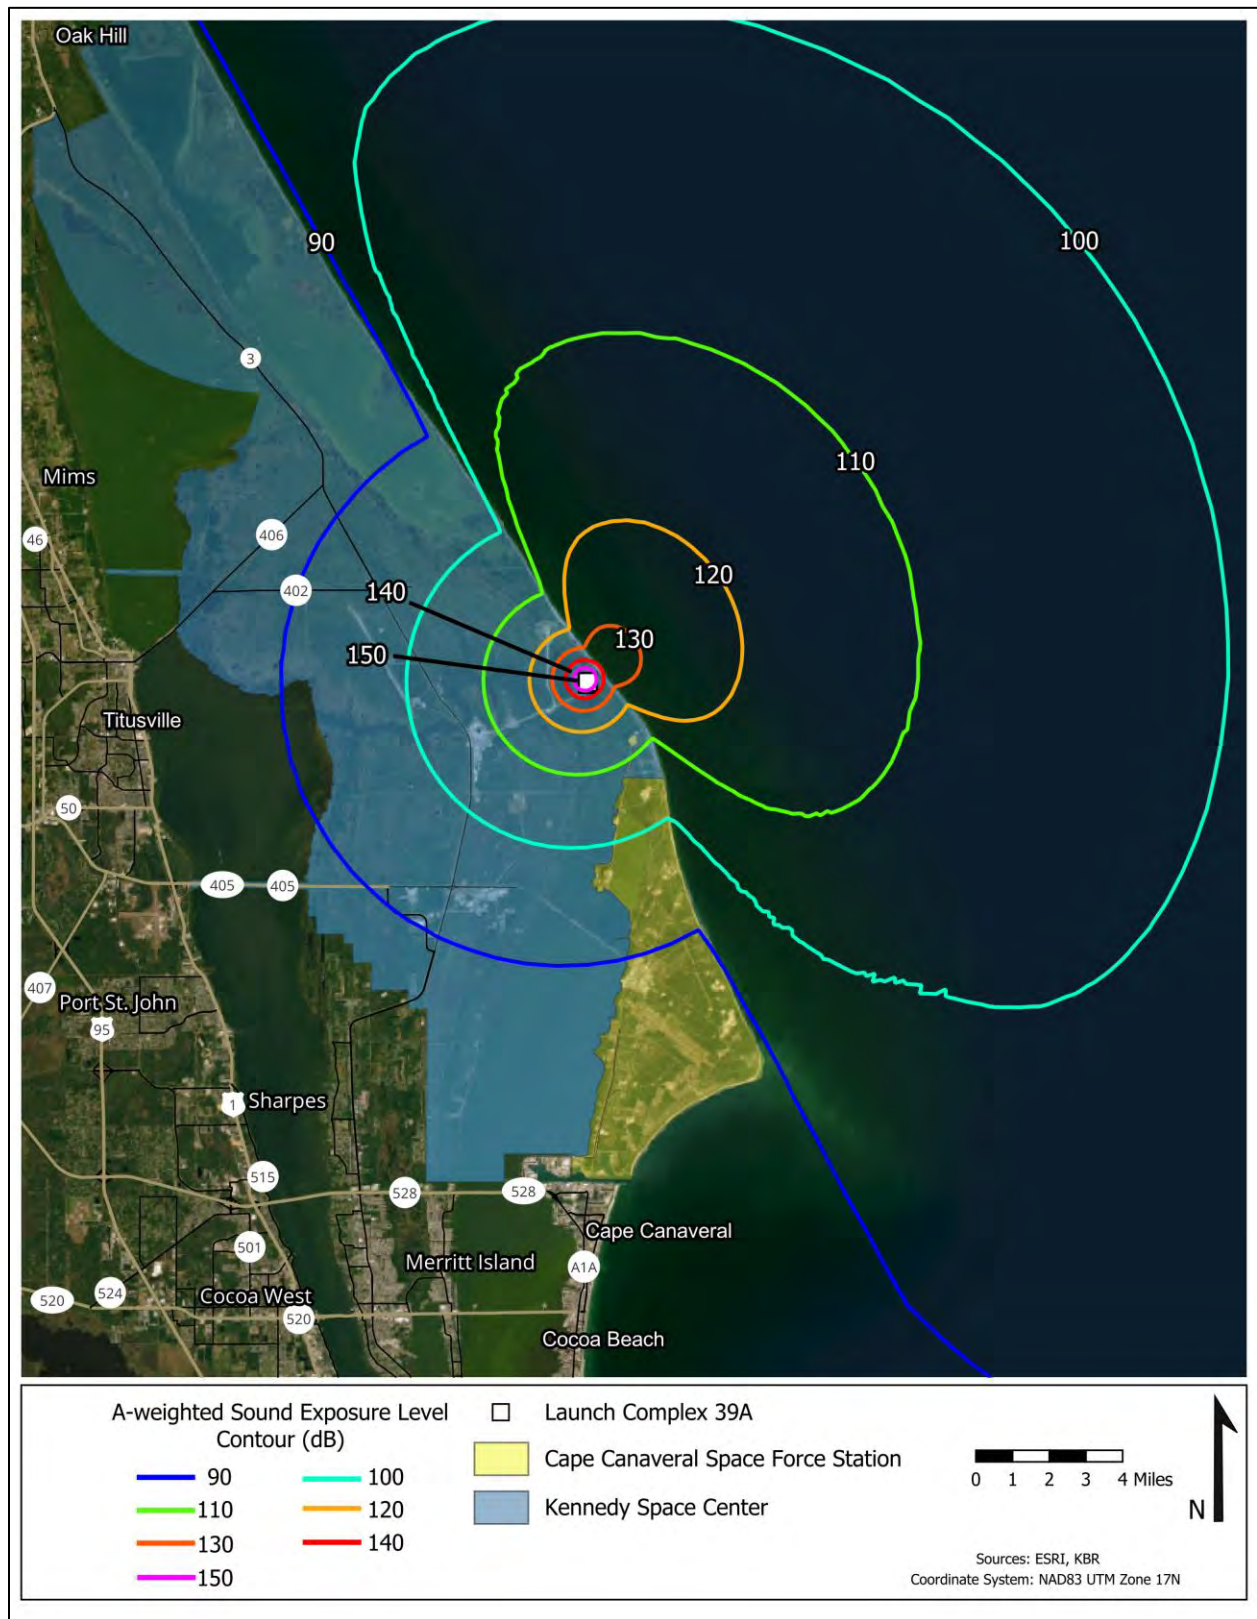 Oak Hill
90
100
3
110
Mims
46
406
120
402
140
130
150
Titusville
50
405
405
407
Port St. John
95
1
Sharpes
515
528
528
Cape Canaveral
501
Merritt Island
A1A
524
520
Cocoa West
520
Cocoa Beach
A-weighted Sound Exposure Level
Contour (dB)
90
100
110
120
130
140
150
Launch Complex 39A
Cape Canaveral Space Force Station
Kennedy Space Center
0 1 2 3 4 Miles
N
Sources: ESRI, KBR
Coordinate System: NAD83 UTM Zone 17N